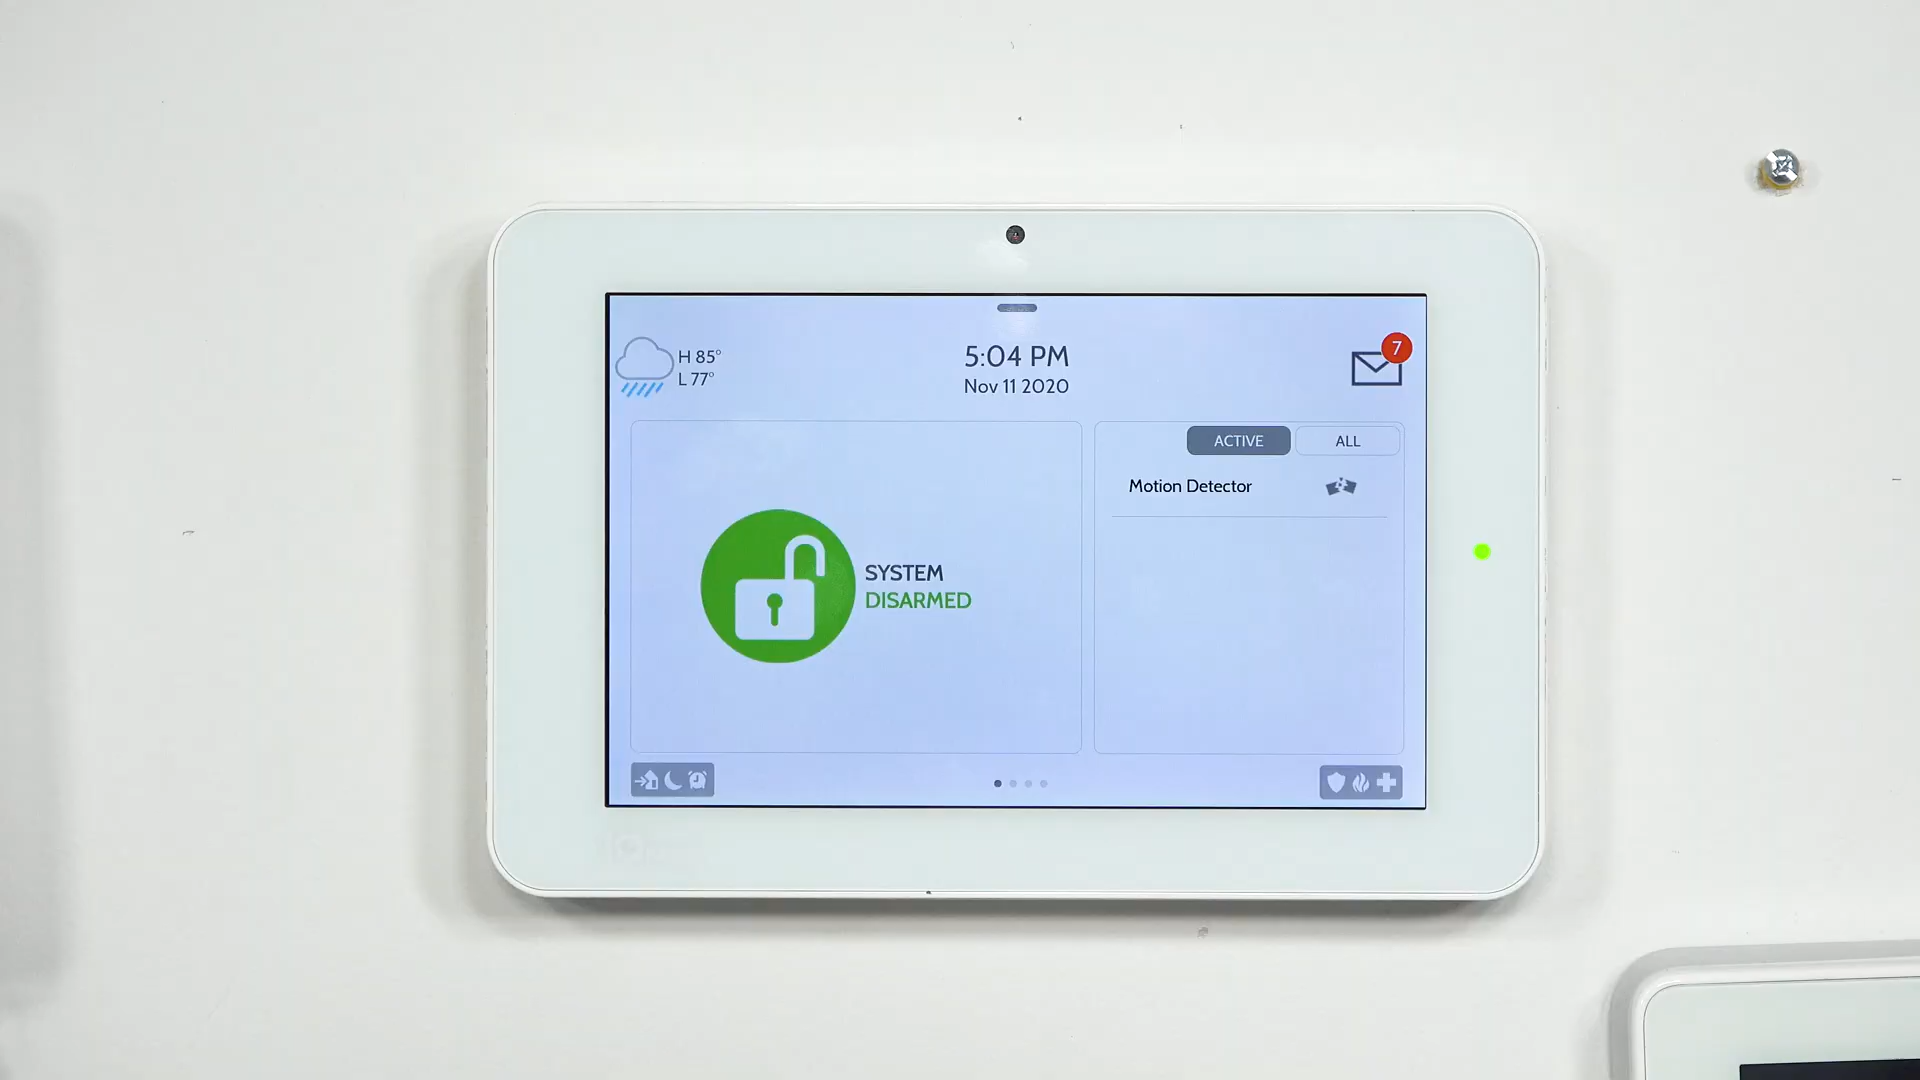 H 85°
L 77°
5:04 PM
Nov 11 2020
7
ACTIVE
ALL
Motion Detector
SYSTEM
DISARMED